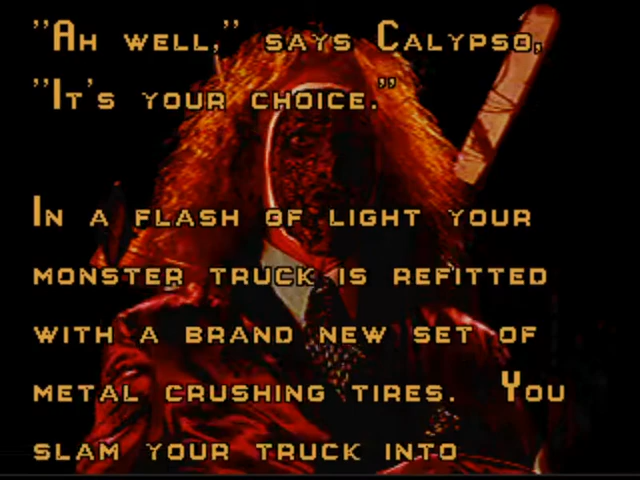 "Ah well," says Calypso,
"It's your choice."
In a flash of light your
monster truck is refitted
with a brand new set of
metal crushing tires. You
slam your truck into